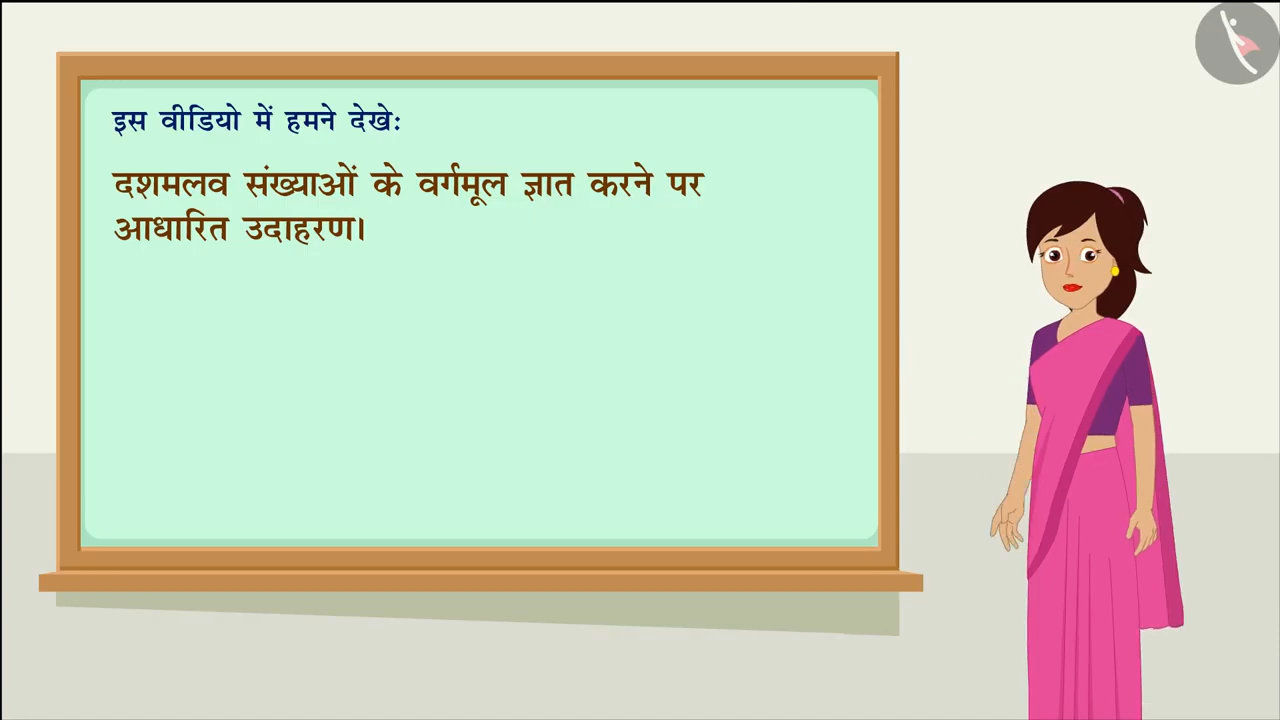 इस वीडियो में हमने देखेः
दशमलव संख्याओं के वर्गमूल ज्ञात करने पर
आधारित उदाहरण।